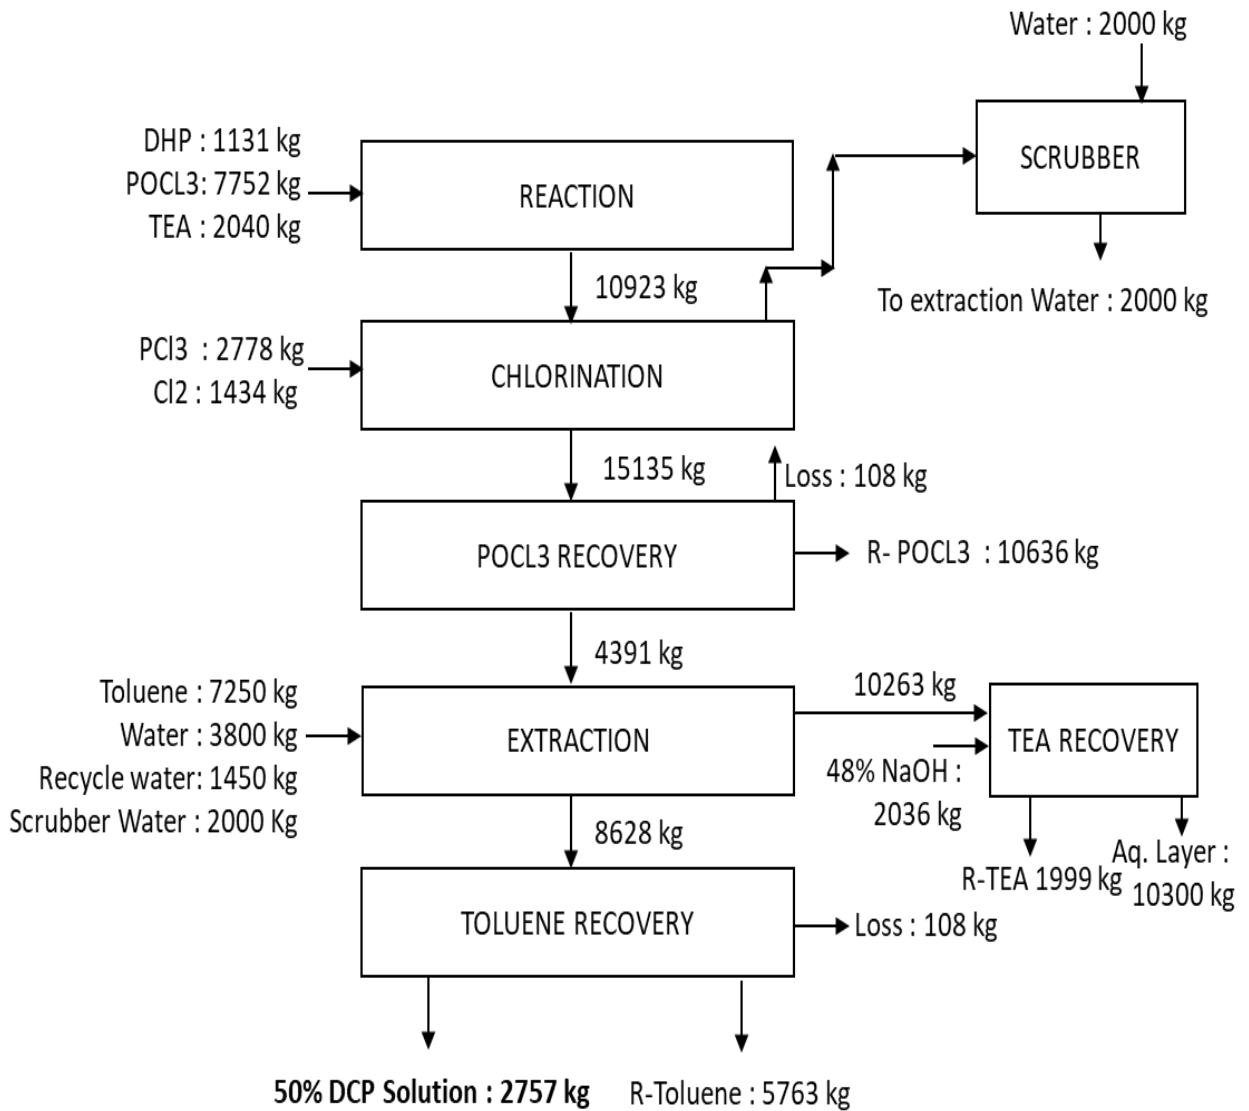 Water : 2000 kg
DHP : 1131 kg
POCL3: 7752 kg
TEA : 2040 kg
REACTION
SCRUBBER
10923 kg
To extraction Water : 2000 kg
PCl3 : 2778 kg
Cl2 : 1434 kg
CHLORINATION
15135 kg
Loss : 108 kg
POCL3 RECOVERY
R- POCL3 : 10636 kg
4391 kg
Toluene : 7250 kg
Water : 3800 kg
Recycle water: 1450 kg
Scrubber Water : 2000 Kg
EXTRACTION
10263 kg
TEA RECOVERY
48% NaOH :
2036 kg
8628 kg
R-TEA 1999 kg
Aq. Layer :
10300 kg
TOLUENE RECOVERY
Loss : 108 kg
50% DCP Solution : 2757 kg
R-Toluene : 5763 kg